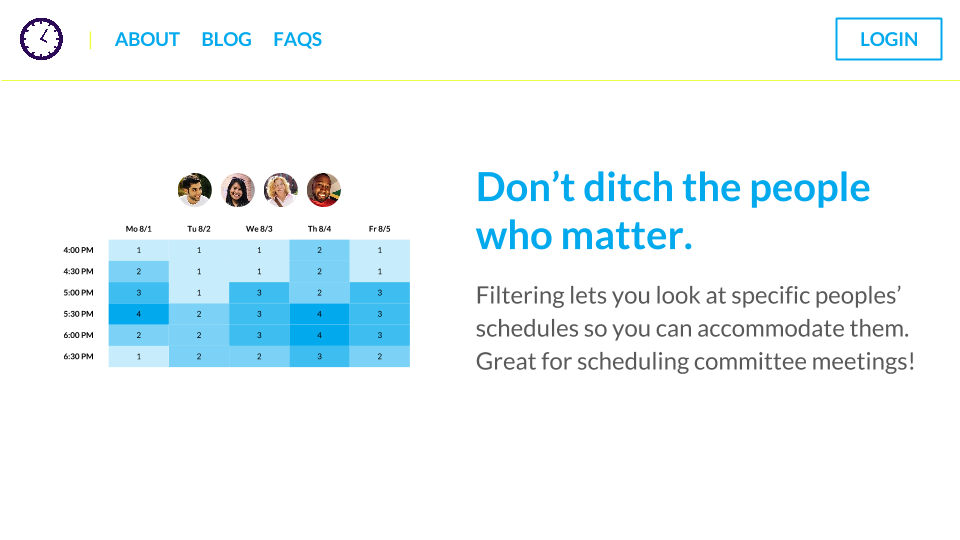 ABOUT BLOG FAQS LOGIN
Mo 8/1 Tu 8/2 We 8/3 Th 8/4 Fr 8/5
4:00 PM 1 1 1 2 1
4:30 PM 2 1 1 2 1
5:00 PM 3 1 3 2 3
5:30 PM 4 2 3 4 3
6:00 PM 2 2 3 4 3
6:30 PM 1 2 2 3 2
Don’t ditch the people
who matter.
Filtering lets you look at specific peoples’
schedules so you can accommodate them.
Great for scheduling committee meetings!